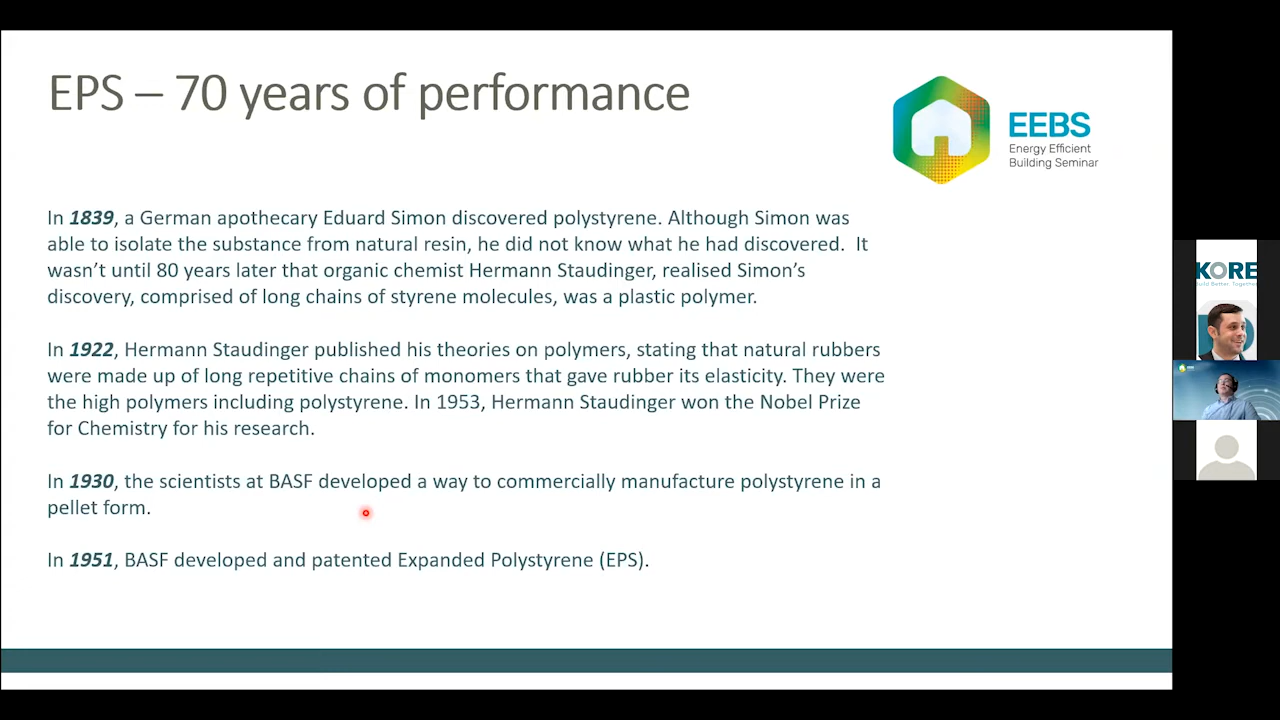 EPS – 70 years of performance
EEBS
Energy Efficient
Building Seminar
In 1839, a German apothecary Eduard Simon discovered polystyrene. Although Simon was
able to isolate the substance from natural resin, he did not know what he had discovered.  It
wasn’t until 80 years later that organic chemist Hermann Staudinger, realised Simon’s
discovery, comprised of long chains of styrene molecules, was a plastic polymer.
In 1922, Hermann Staudinger published his theories on polymers, stating that natural rubbers
were made up of long repetitive chains of monomers that gave rubber its elasticity. They were
the high polymers including polystyrene. In 1953, Hermann Staudinger won the Nobel Prize
for Chemistry for his research.
In 1930, the scientists at BASF developed a way to commercially manufacture polystyrene in a
pellet form.
In 1951, BASF developed and patented Expanded Polystyrene (EPS).
KORE
Build Better. Together